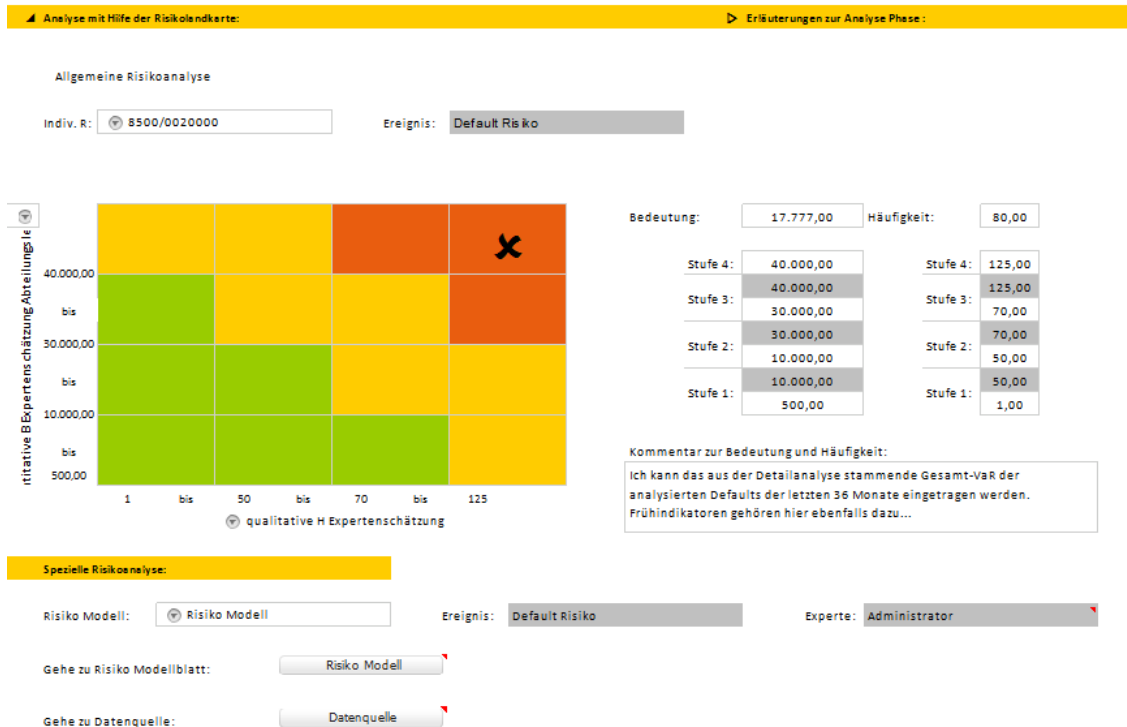 Analyse mit Hilfe der Risikolandkarte:
Erläuterungen zur Analyse Phase :
Allgemeine Risikoanalyse
Indiv. R: 8500/0020000
Ereignis: Default Risiko
Bedeutung: 17.777,00 Häufigkeit: 80,00
titative B Expertenschätzung Abteilungsle
40.000,00
bis
30.000,00
bis
10.000,00
bis
500,00
1 bis 50 bis 70 bis 125
qualitative H Expertenschätzung
Stufe 4: 40.000,00 Stufe 4: 125,00
40.000,00 125,00
Stufe 3: Stufe 3:
30.000,00 70,00
30.000,00 70,00
Stufe 2: Stufe 2:
10.000,00 50,00
10.000,00 50,00
Stufe 1: Stufe 1:
500,00 1,00
Kommentar zur Bedeutung und Häufigkeit:
Ich kann das aus der Detailanalyse stammende Gesamt-VaR der
analysierten Defaults der letzten 36 Monate eingetragen werden.
Frühindikatoren gehören hier ebenfalls dazu...
Spezielle Risikoanalyse:
Risiko Modell: Risiko Modell Ereignis: Default Risiko Experte: Administrator
Gehe zu Risiko Modellblatt: Risiko Modell
Gehe zu Datenquelle: Datenquelle